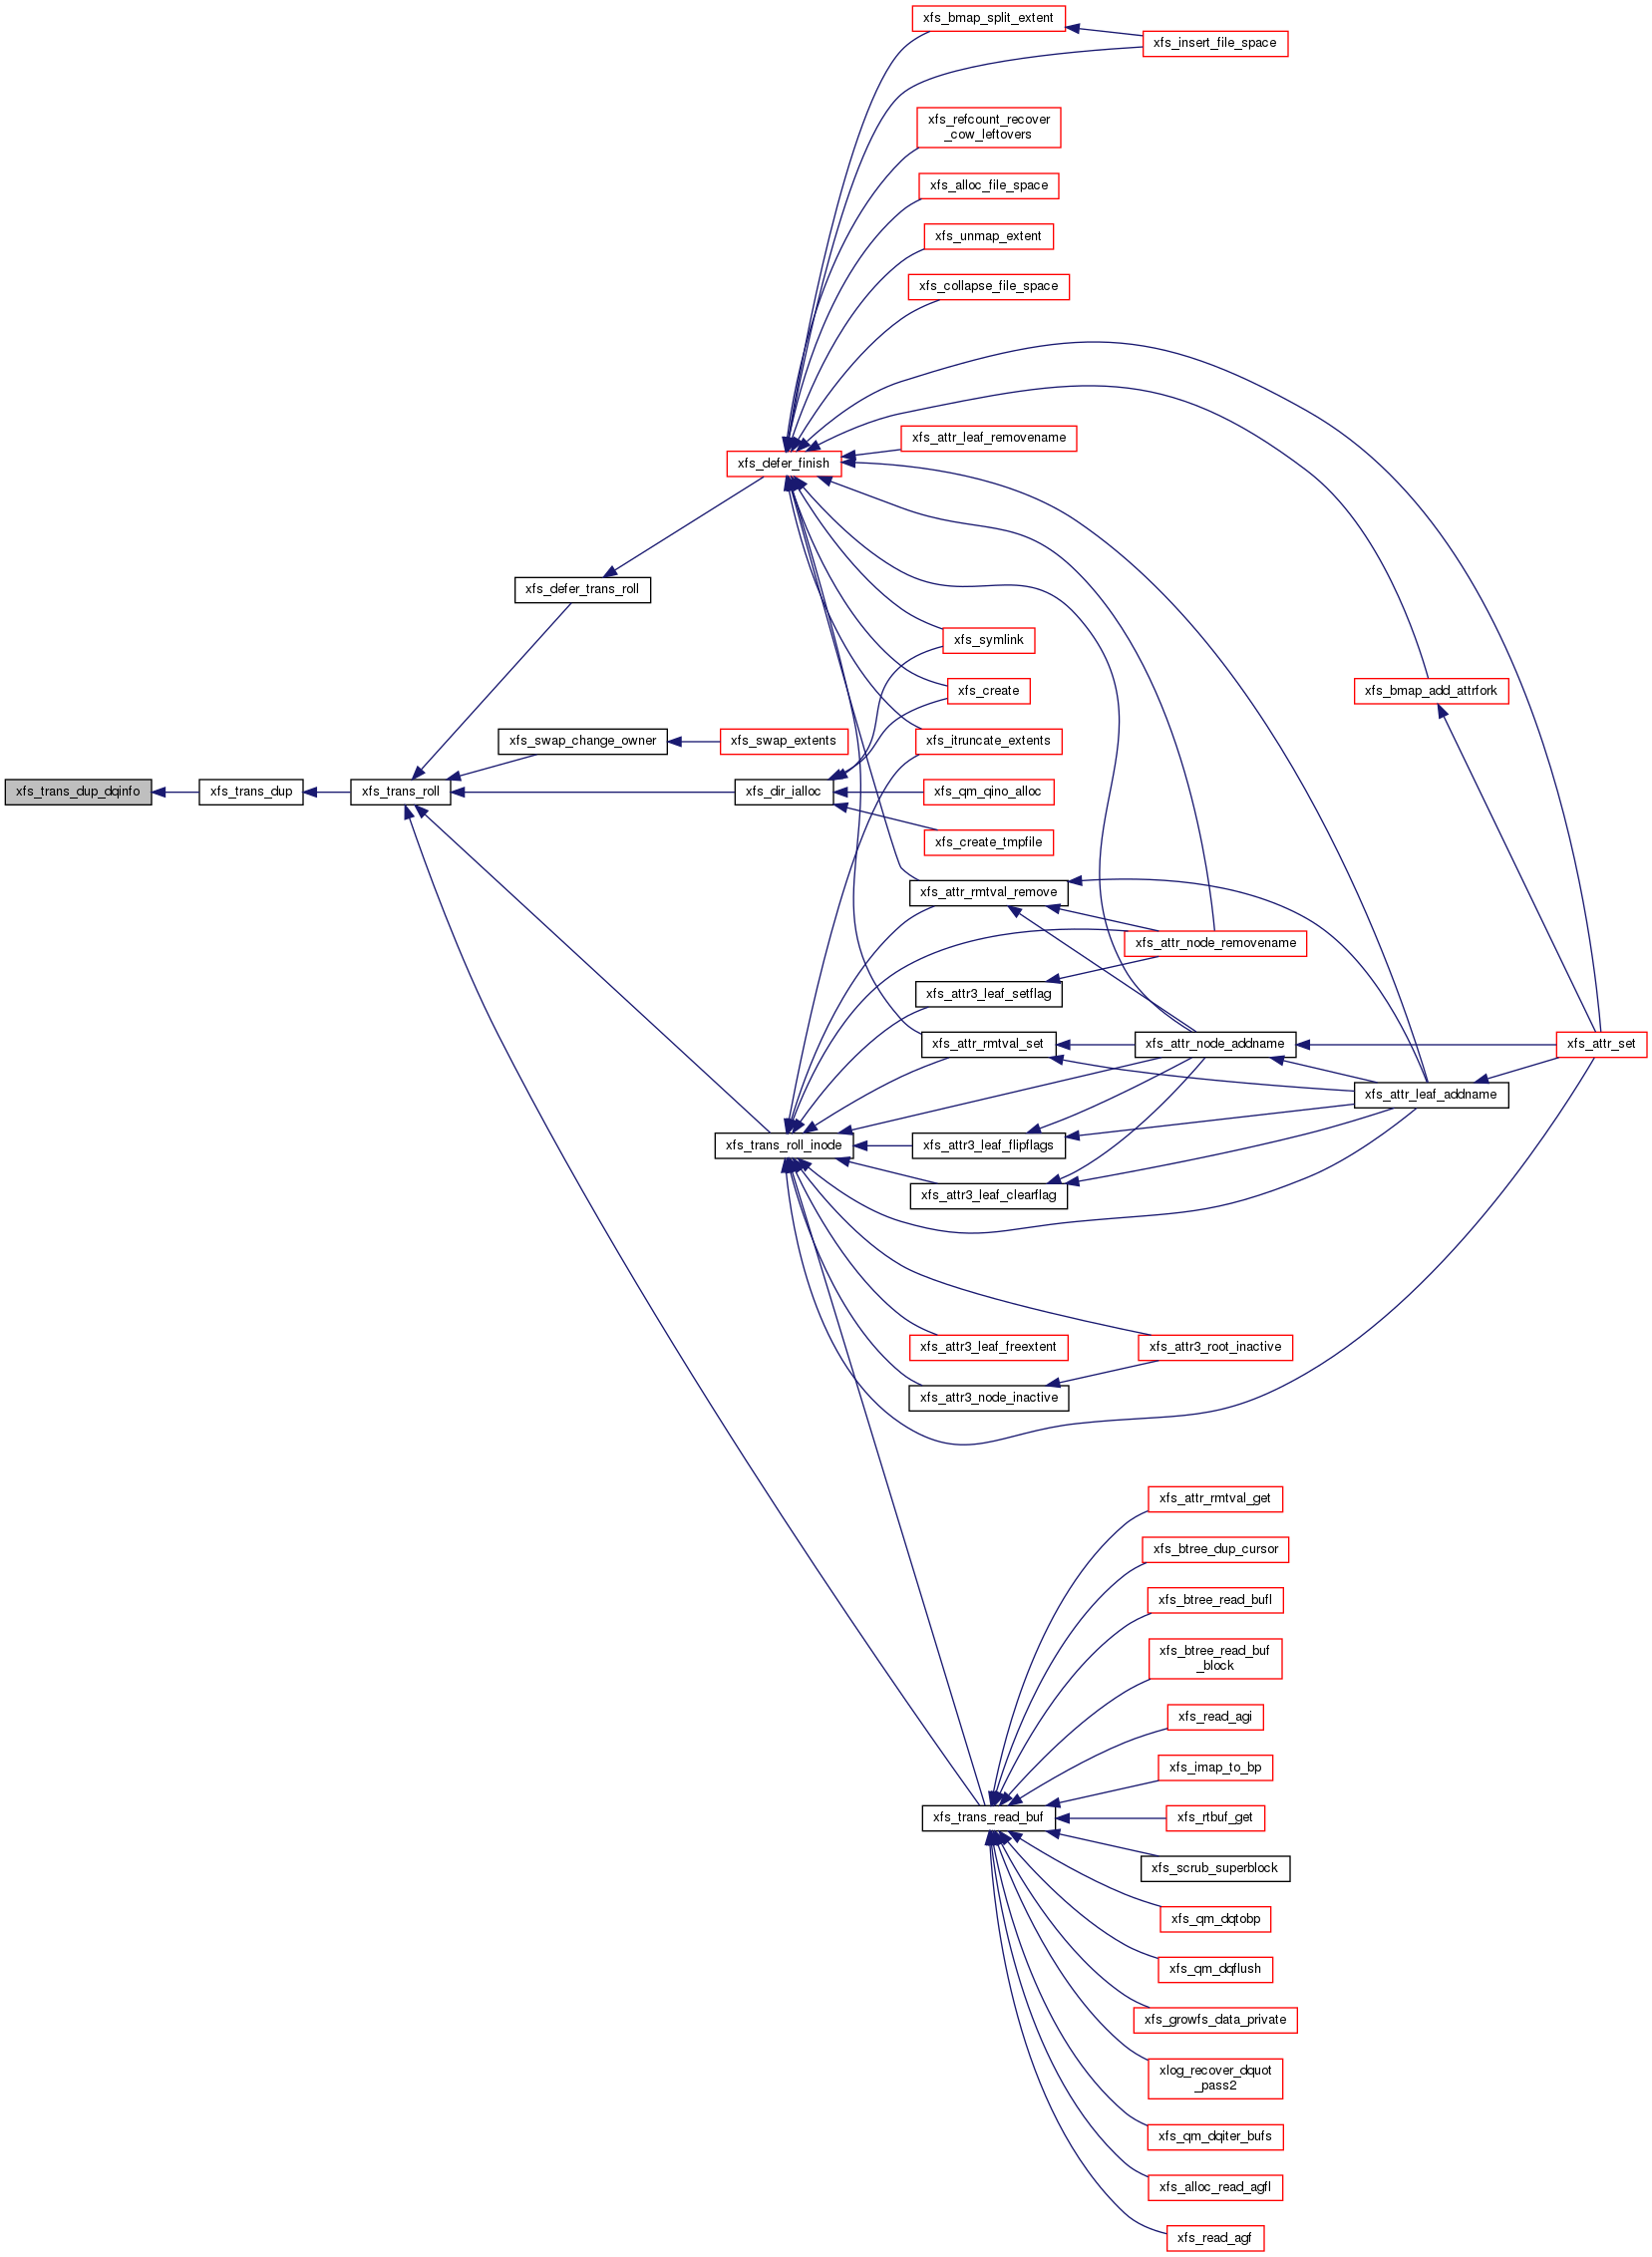 xfs_bmap_split_extent
xfs_insert_file_space
xfs_refcount_recover
_cow_leftovers
xfs_alloc_file_space
xfs_unmap_extent
xfs_collapse_file_space
xfs_attr_leaf_removename
xfs_defer_finish
xfs_defer_trans_roll
xfs_symlink
xfs_create
xfs_bmap_add_attrfork
xfs_swap_change_owner
xfs_swap_extents
xfs_itruncate_extents
xfs_trans_dup_dqinfo
xfs_trans_dup
xfs_trans_roll
xfs_dir_ialloc
xfs_qm_qino_alloc
xfs_create_tmpfile
xfs_attr_rmtval_remove
xfs_attr_node_removename
xfs_attr3_leaf_setflag
xfs_attr_rmtval_set
xfs_attr_node_addname
xfs_attr_set
xfs_attr_leaf_addname
xfs_trans_roll_inode
xfs_attr3_leaf_flipflags
xfs_attr3_leaf_clearflag
xfs_attr3_leaf_freextent
xfs_attr3_root_inactive
xfs_attr3_node_inactive
xfs_attr_rmtval_get
xfs_btree_dup_cursor
xfs_btree_read_bufl
xfs_btree_read_buf
_block
xfs_read_agi
xfs_imap_to_bp
xfs_trans_read_buf
xfs_rtbuf_get
xfs_scrub_superblock
xfs_qm_dqtobp
xfs_qm_dqflush
xfs_growfs_data_private
xlog_recover_dquot
_pass2
xfs_qm_dqiter_bufs
xfs_alloc_read_agfl
xfs_read_agf